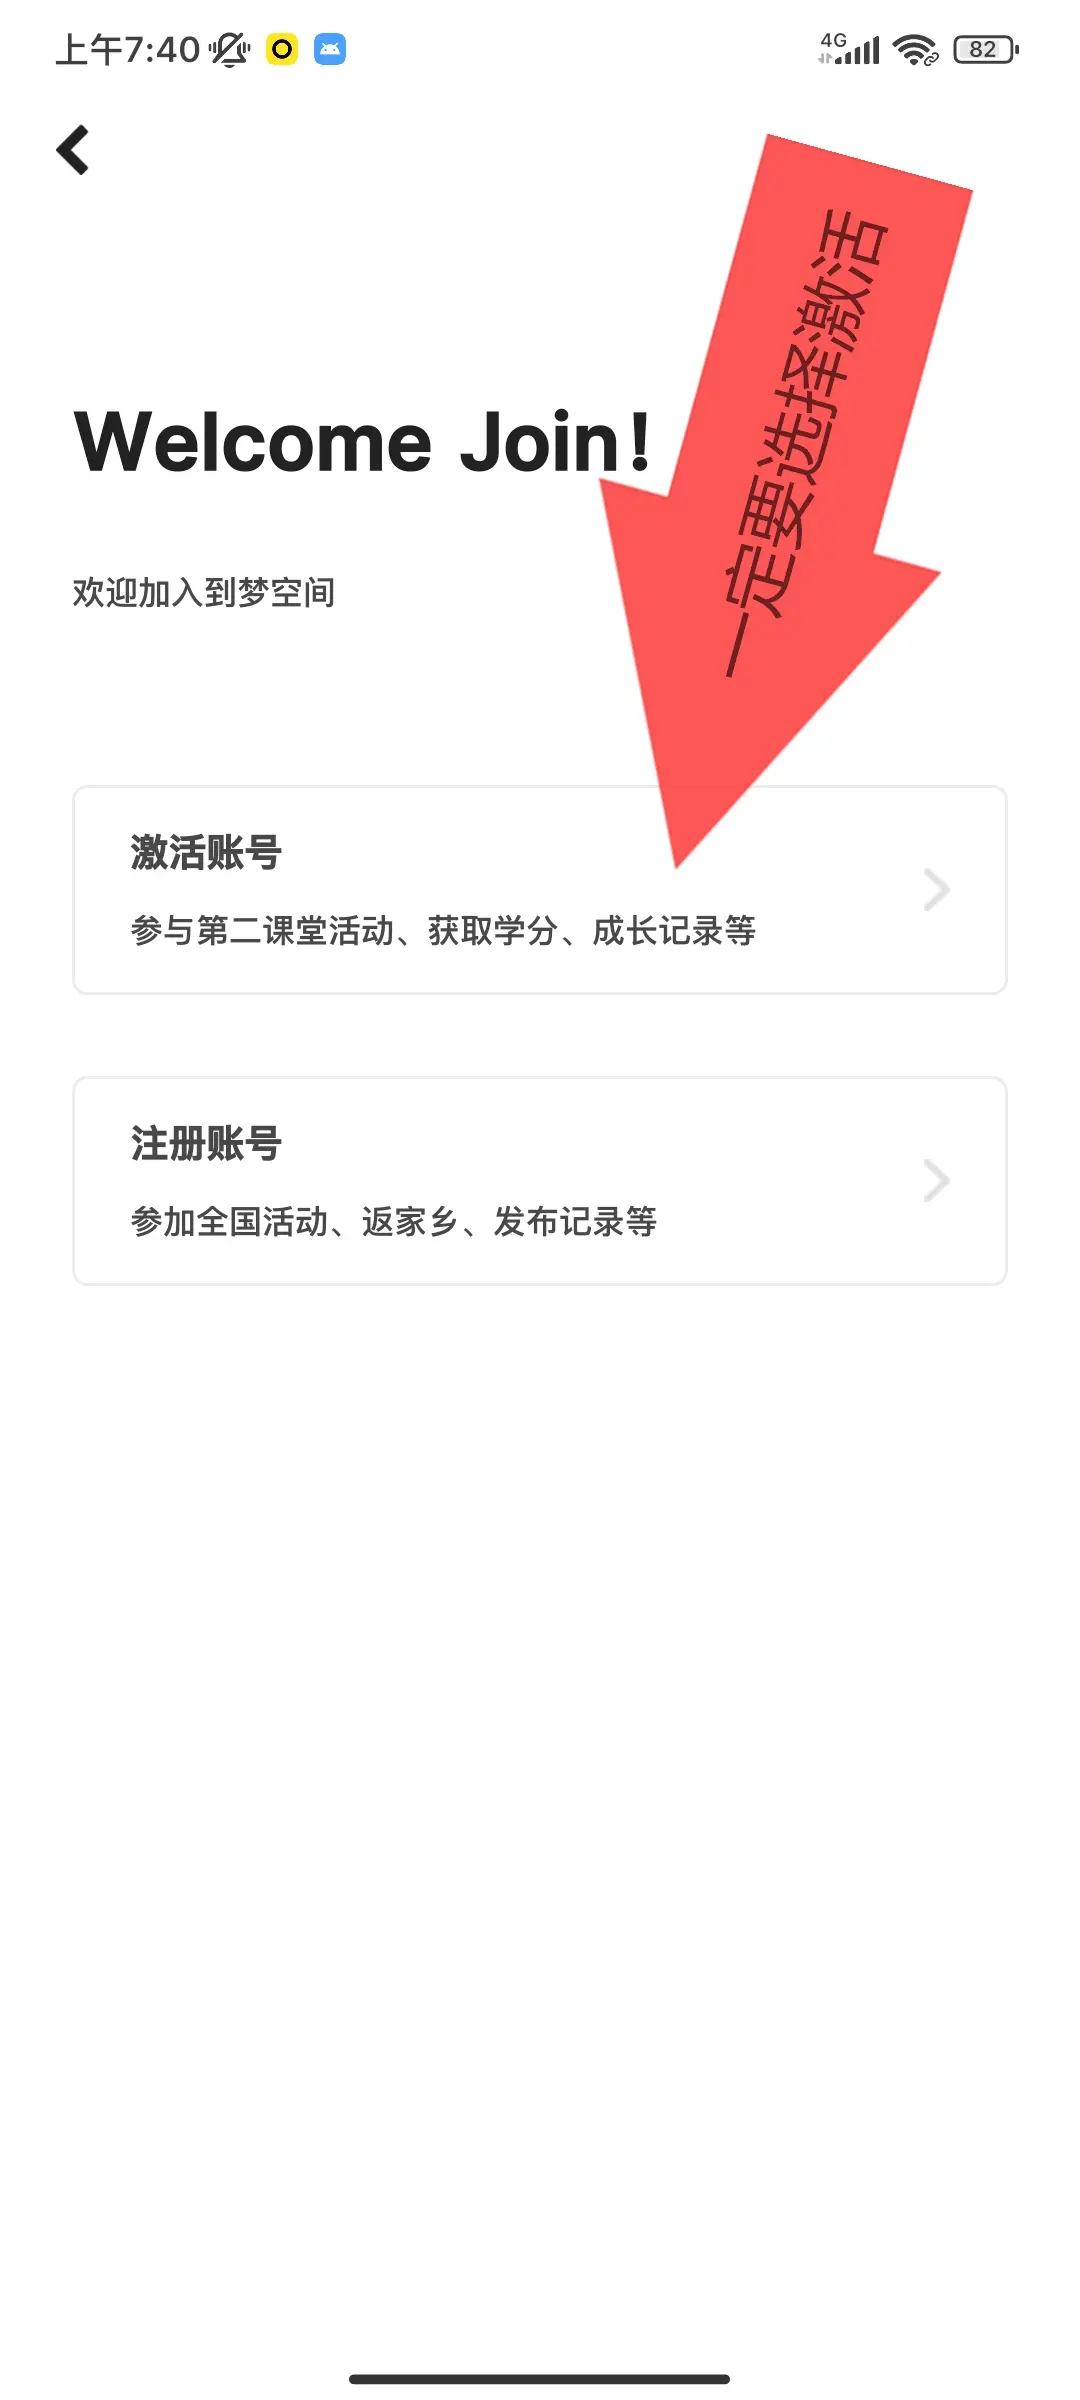 上午7:40
4G
82
一定要选择激活
Welcome Join!
欢迎加入到梦空间
激活账号
参与第二课堂活动、获取学分、成长记录等
注册账号
参加全国活动、返家乡、发布记录等